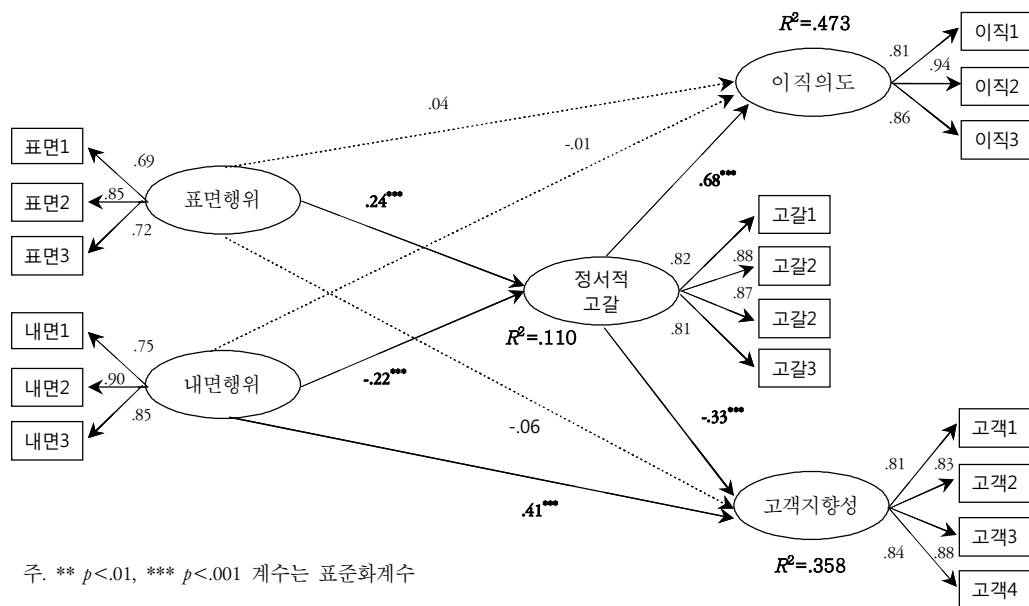 R²=.473
이직1
.81
이직의도
.94
이직2
.04
.86
이직3
-.01
표면1
.69
.68***
표면2
.85
표면행위
.24***
고갈1
.72
표면3
.82
.88
고갈2
정서적
고갈
.87
고갈2
내면1
.75
R²=.110
.81
고갈3
내면2
.90
내면행위
-.22***
.85
-.33***
내면3
-.06
고객1
.81
.83
고객2
.41***
고객지향성
고객3
.84
.88
R²=.358
고객4
주. ** p<.01, *** p<.001 계수는 표준화계수